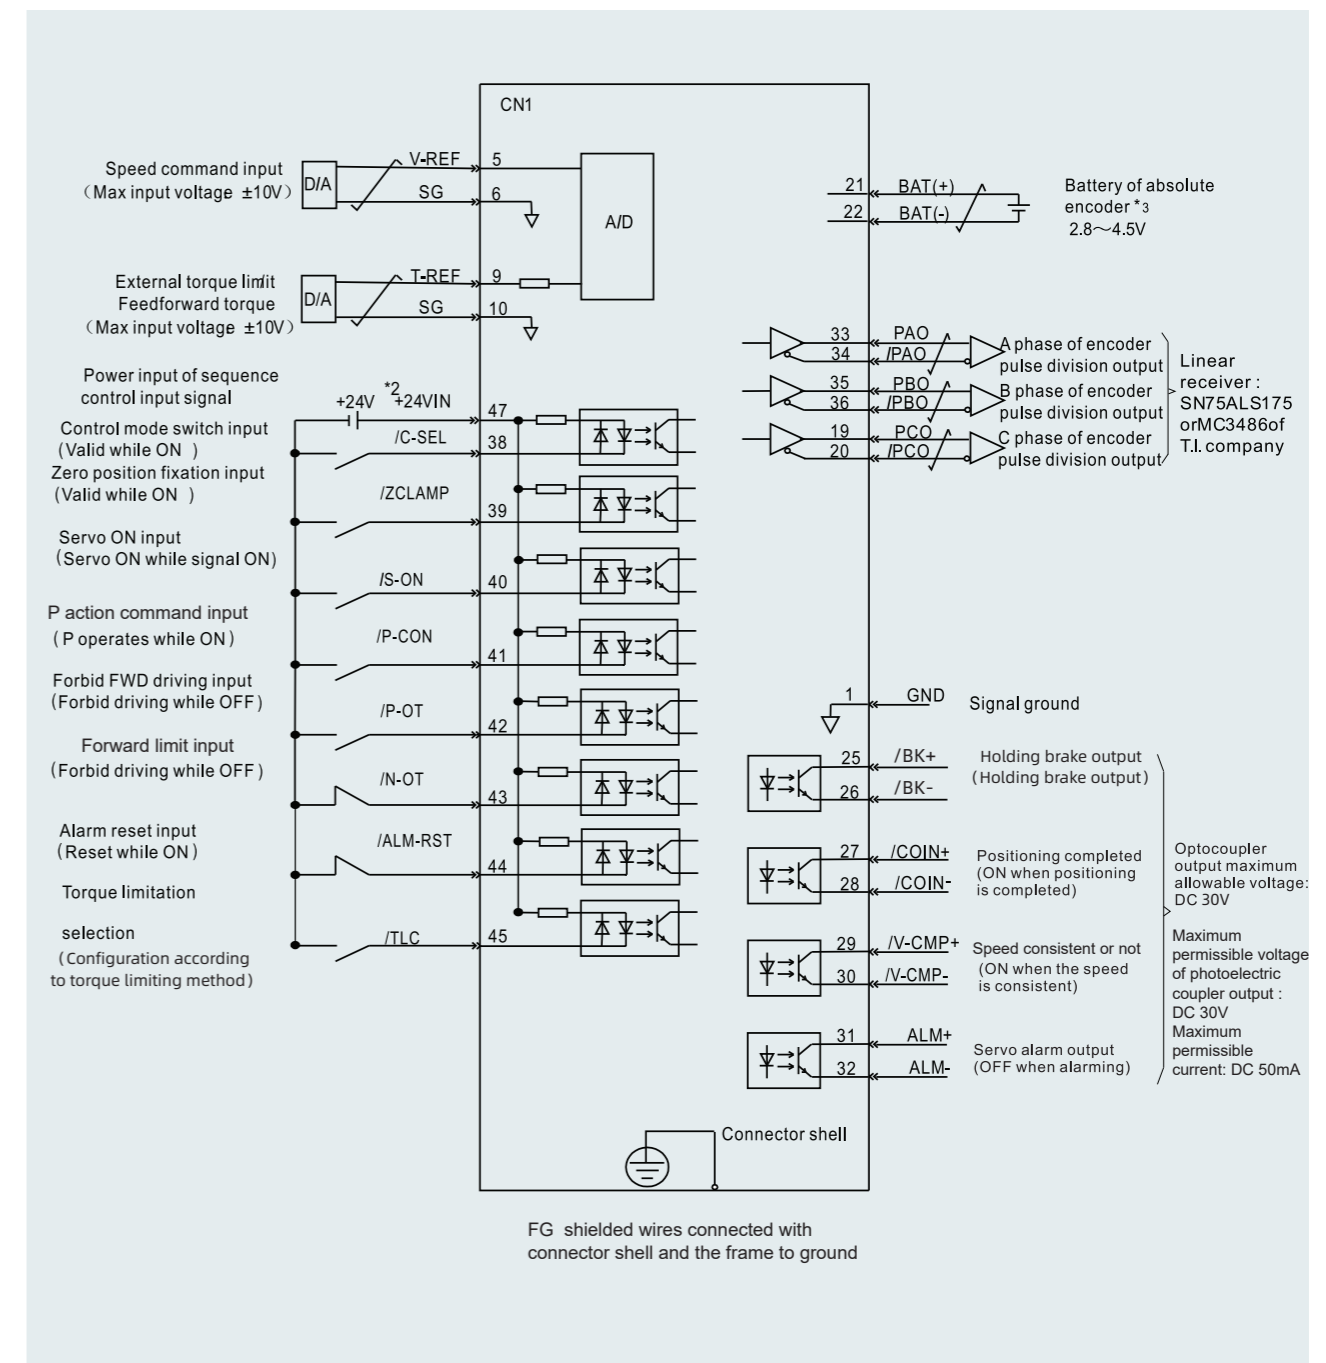 CN1
Speed command input
（Max input voltage ±10V）
D/A
V-REF
5
SG
6
A/D
External torque limit
Feedforward torque
（Max input voltage ±10V）
D/A
T-REF
9
SG
10
Power input of sequence
control input signal
+24V
*2
+24VIN
47
Control mode switch input
(Valid while ON )
/C-SEL
38
Zero position fixation input
(Valid while ON )
/ZCLAMP
39
Servo ON input
(Servo ON while signal ON)
/S-ON
40
P action command input
(P operates while ON)
/P-CON
41
Forbid FWD driving input
(Forbid driving while OFF)
/P-OT
42
Forward limit input
(Forbid driving while OFF)
/N-OT
43
Alarm reset input
(Reset while ON)
/ALM-RST
44
Torque limitation
selection
(Configuration according
to torque limiting method)
/TLC
45
21
BAT(+)
22
BAT(-)
Battery of absolute
encoder *3
2.8～4.5V
33
PAO
34
/PAO
A phase of encoder
pulse division output
35
PBO
36
/PBO
B phase of encoder
pulse division output
19
PCO
20
/PCO
C phase of encoder
pulse division output
Linear
receiver :
SN75ALS175
orMC3486of
T.I. company
1
GND
Signal ground
25
/BK+
26
/BK-
Holding brake output
(Holding brake output)
27
/COIN+
28
/COIN-
Positioning completed
(ON when positioning
is completed)
29
/V-CMP+
30
/V-CMP-
Speed consistent or not
(ON when the speed
is consistent)
31
ALM+
32
ALM-
Servo alarm output
(OFF when alarming)
Optocoupler
output maximum
allowable voltage:
DC 30V
Maximum
permissible voltage
of photoelectric
coupler output :
DC 30V
Maximum
permissible
current: DC 50mA
Connector shell
FG shielded wires connected with
connector shell and the frame to ground